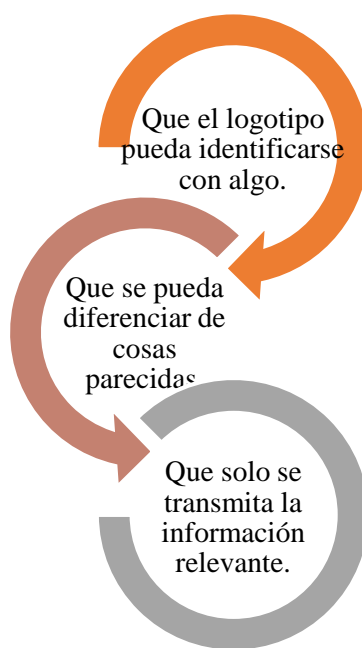 Que el logotipo
pueda identificarse
con algo.
Que se pueda
diferenciar de
cosas
parecidas.
Que solo se
transmita la
información
relevante.